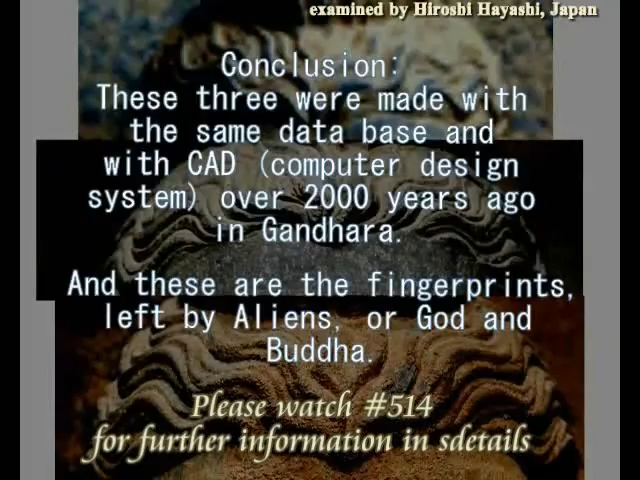 examined by Hiroshi Hayashi, Japan
Conclusion:
These three were made with
the same data base and
with CAD (computer design
system) over 2000 years ago
in Gandhara.
And these are the fingerprints,
left by Aliens, or God and
Buddha.
Please watch #514
for further information in sdetails